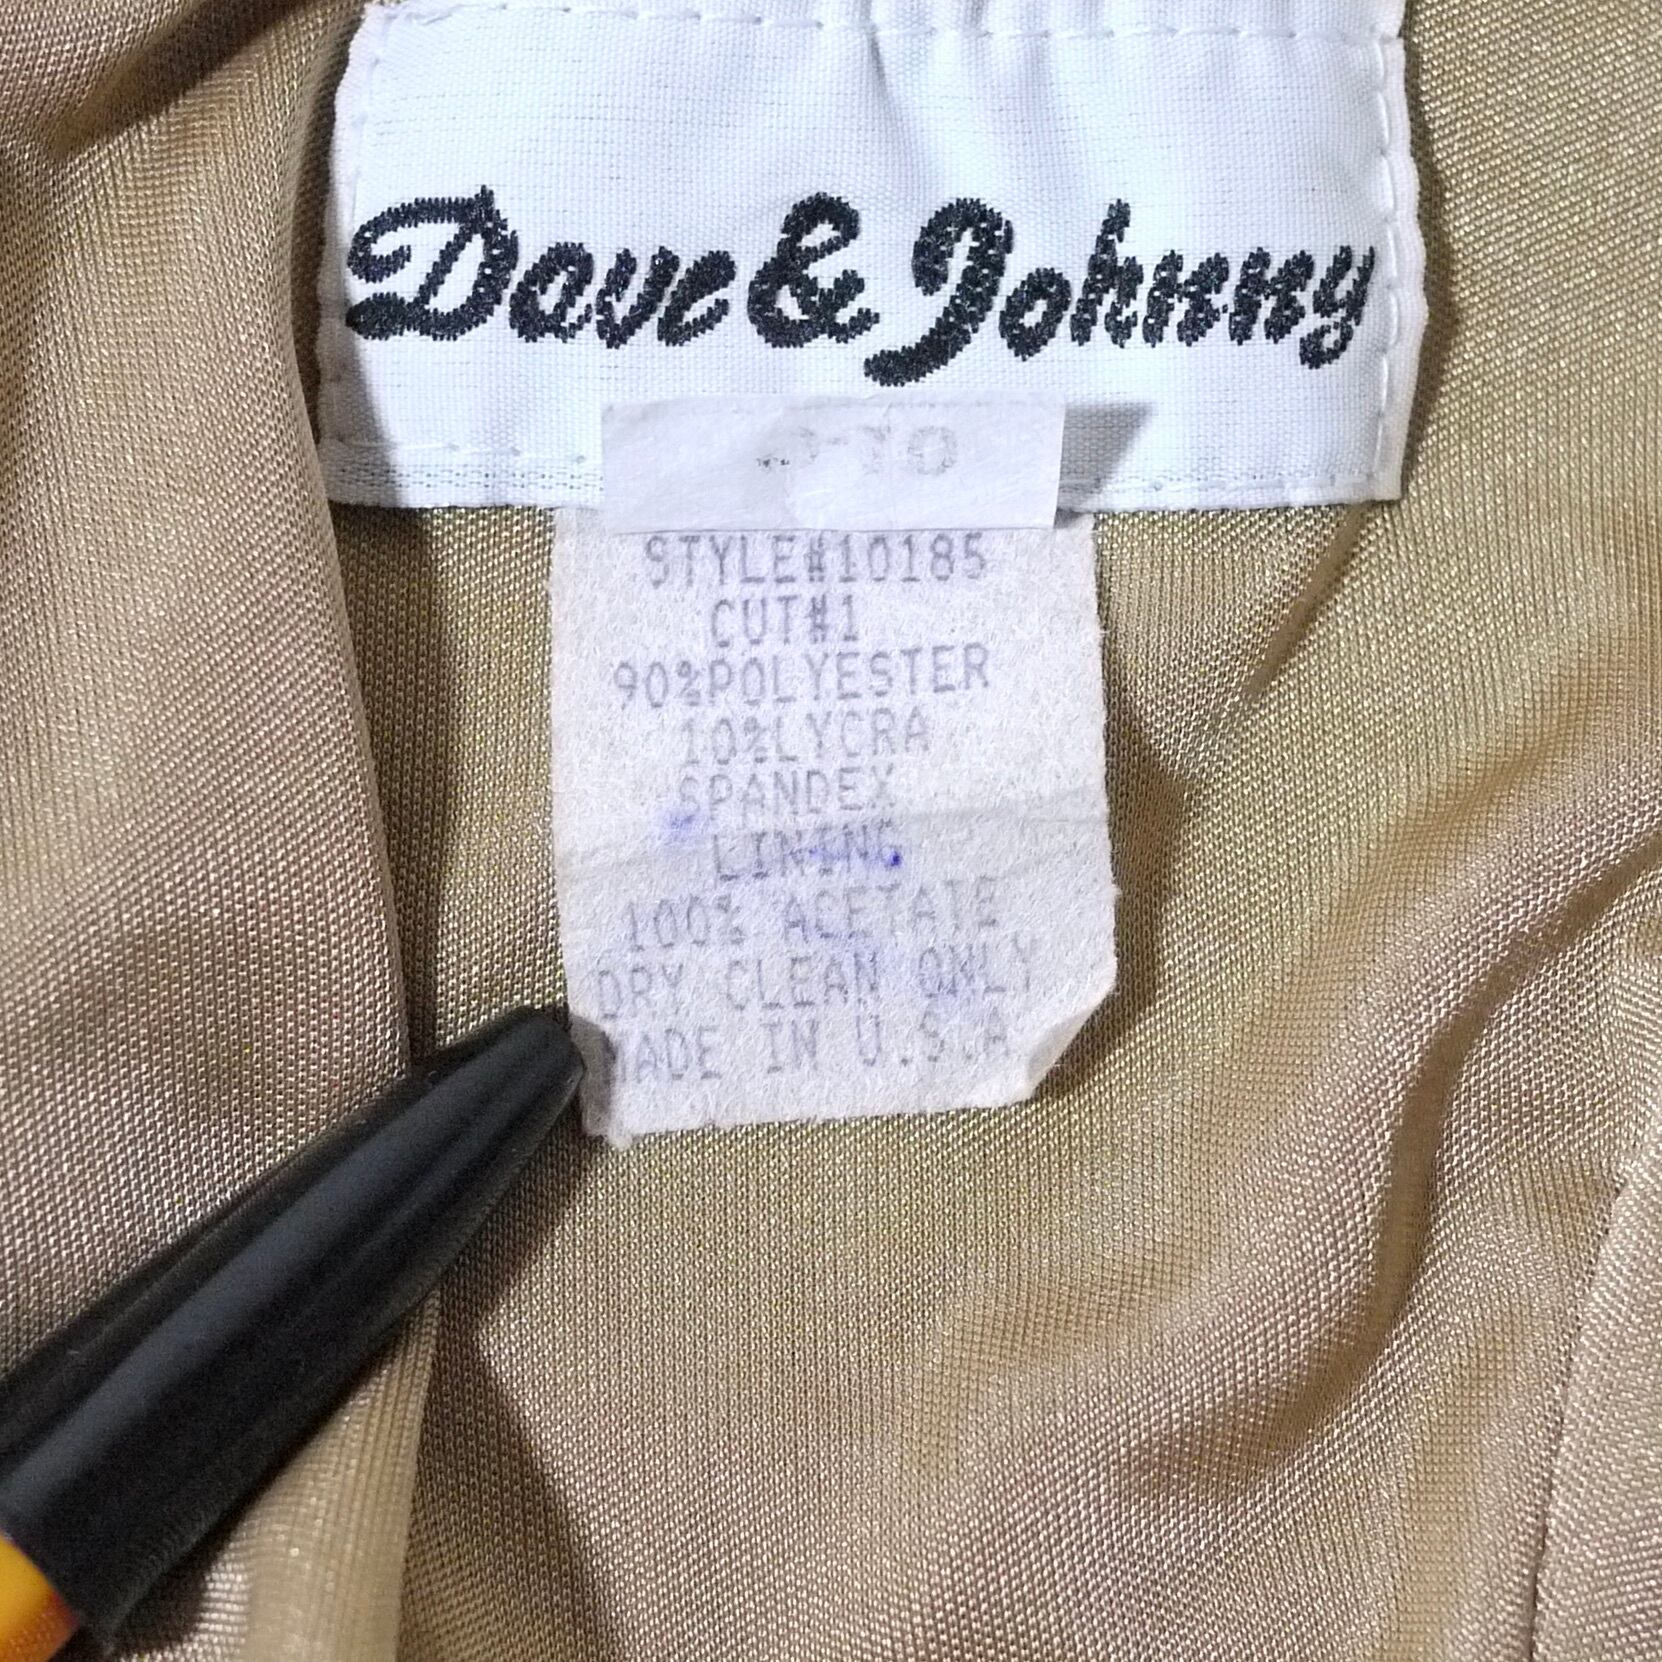 Dave & Johnny
STYLE#10185
CUT#1
90%POLYESTER
10%LYCRA
SPANDEX
LINING
100% ACETATE
DRY CLEAN ONLY
MADE IN U.S.A